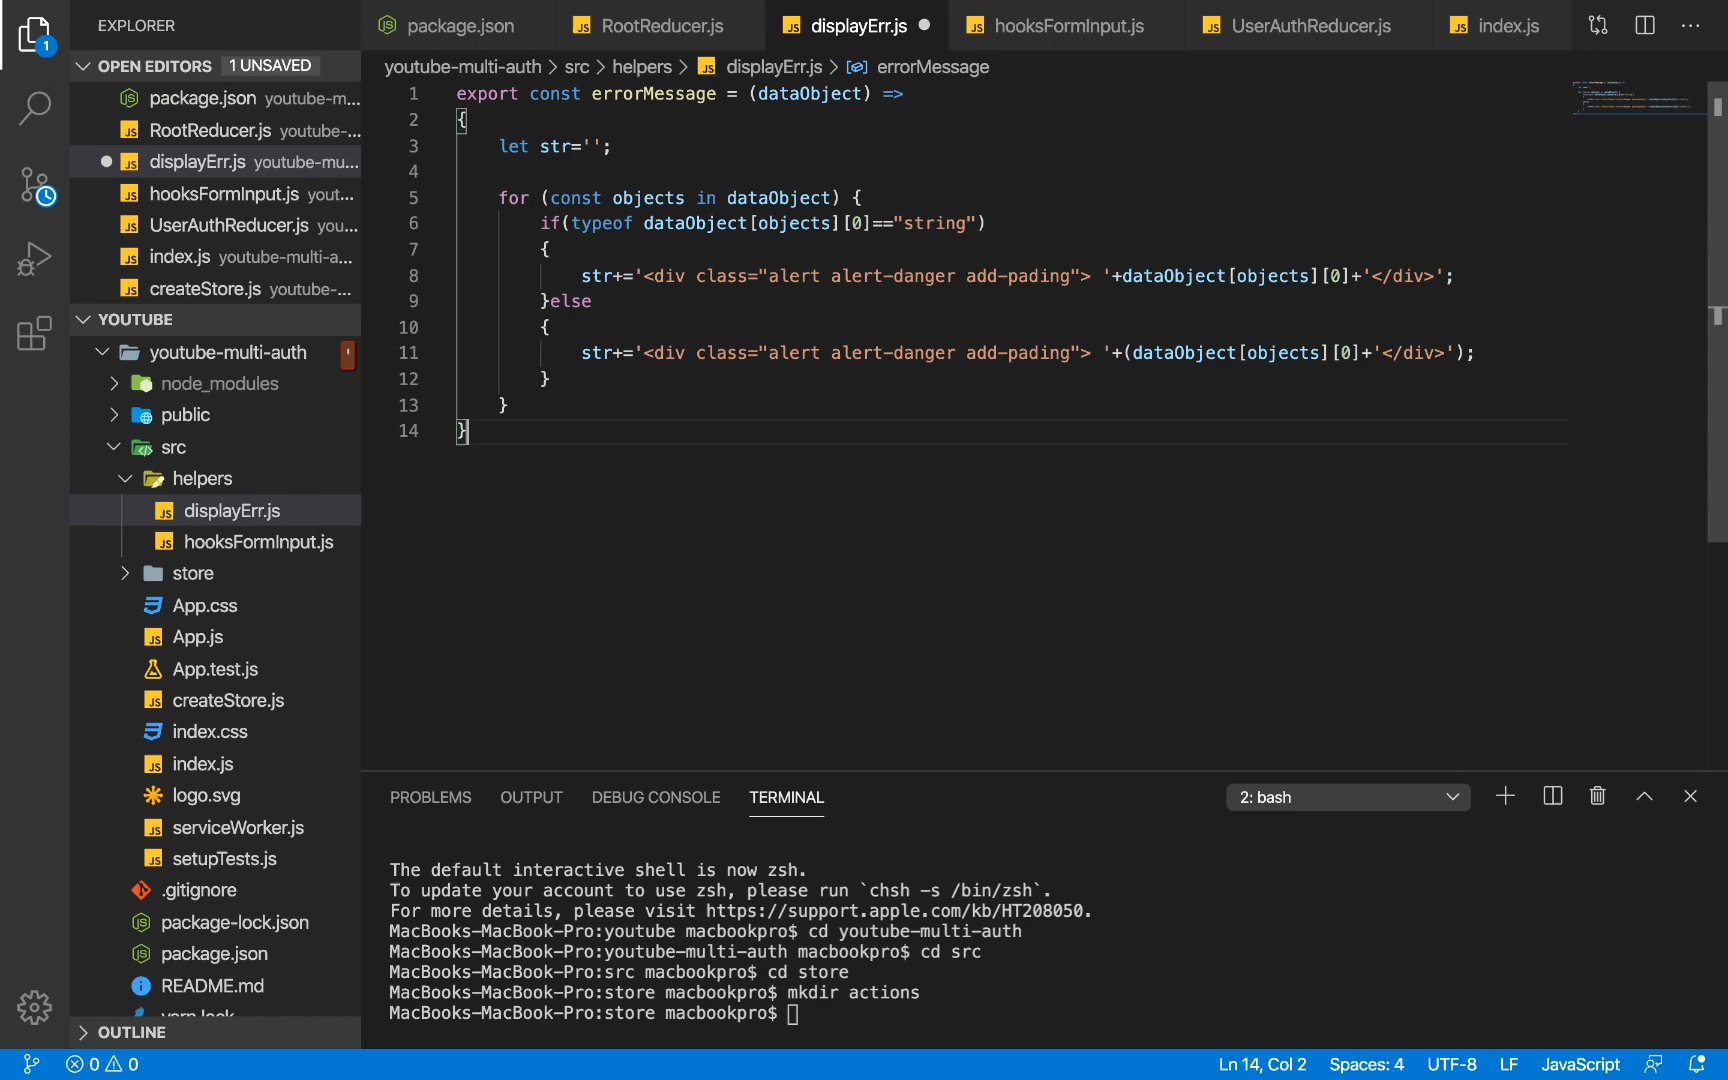 EXPLORER
OPEN EDITORS 1 UNSAVED
package.json youtube-m...
RootReducer.js youtube-...
displayErr.js youtube-mu...
hooksFormInput.js yout...
UserAuthReducer.js you...
index.js youtube-multi-a...
createStore.js youtube-...
YOUTUBE
youtube-multi-auth
node_modules
public
src
helpers
displayErr.js
hooksFormInput.js
store
App.css
App.js
App.test.js
createStore.js
index.css
index.js
logo.svg
serviceWorker.js
setupTests.js
.gitignore
package-lock.json
package.json
README.md
yarn.lock
OUTLINE
package.json RootReducer.js displayErr.js hooksFormInput.js UserAuthReducer.js index.js
youtube-multi-auth > src > helpers > displayErr.js > errorMessage
1 export const errorMessage = (dataObject) =>
2 {
3 let str='';
4
5 for (const objects in dataObject) {
6 if(typeof dataObject[objects][0]=="string")
7 {
8 str+='<div class="alert alert-danger add-pading"> '+dataObject[objects][0]+'</div>';
9 }else
10 {
11 str+='<div class="alert alert-danger add-pading"> '+(dataObject[objects][0]+'</div>');
12 }
13 }
14 }
PROBLEMS OUTPUT DEBUG CONSOLE TERMINAL 2: bash
The default interactive shell is now zsh.
To update your account to use zsh, please run `chsh -s /bin/zsh`.
For more details, please visit https://support.apple.com/kb/HT208050.
MacBooks-MacBook-Pro:youtube macbookpro$ cd youtube-multi-auth
MacBooks-MacBook-Pro:youtube-multi-auth macbookpro$ cd src
MacBooks-MacBook-Pro:src macbookpro$ cd store
MacBooks-MacBook-Pro:store macbookpro$ mkdir actions
MacBooks-MacBook-Pro:store macbookpro$
0 0 Ln 14, Col 2 Spaces: 4 UTF-8 LF JavaScript